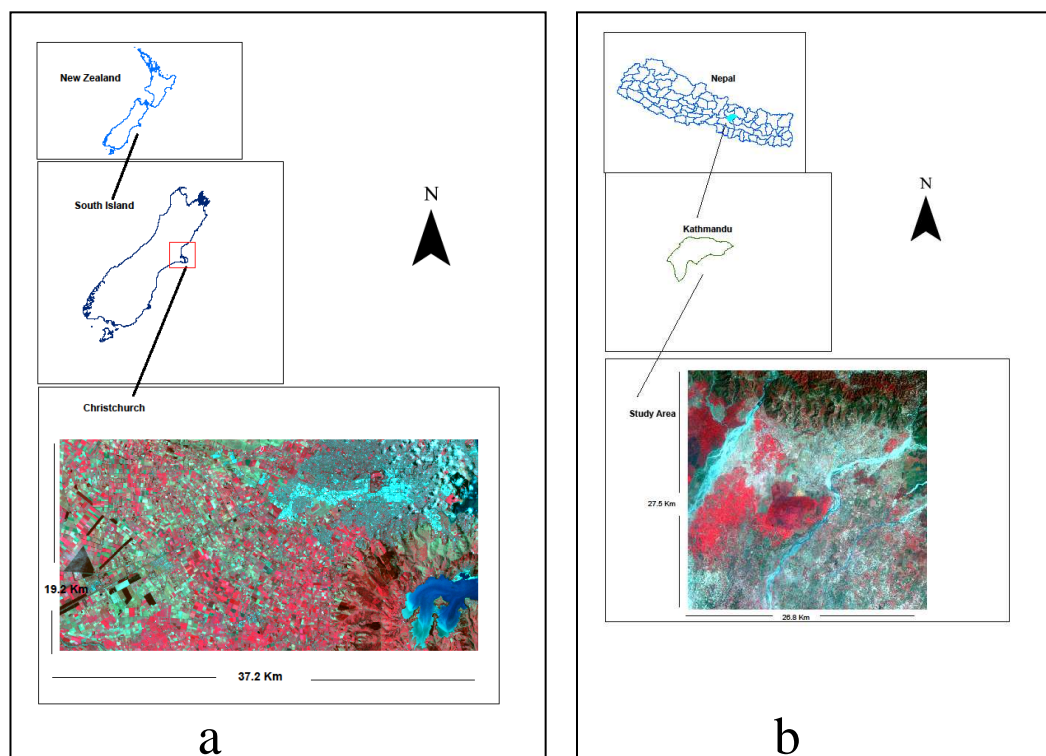 New Zealand
South Island
N
Christchurch
19.2 Km
37.2 Km
a
Nepal
N
Kathmandu
Study Area
27.5 Km
26.8 Km
b